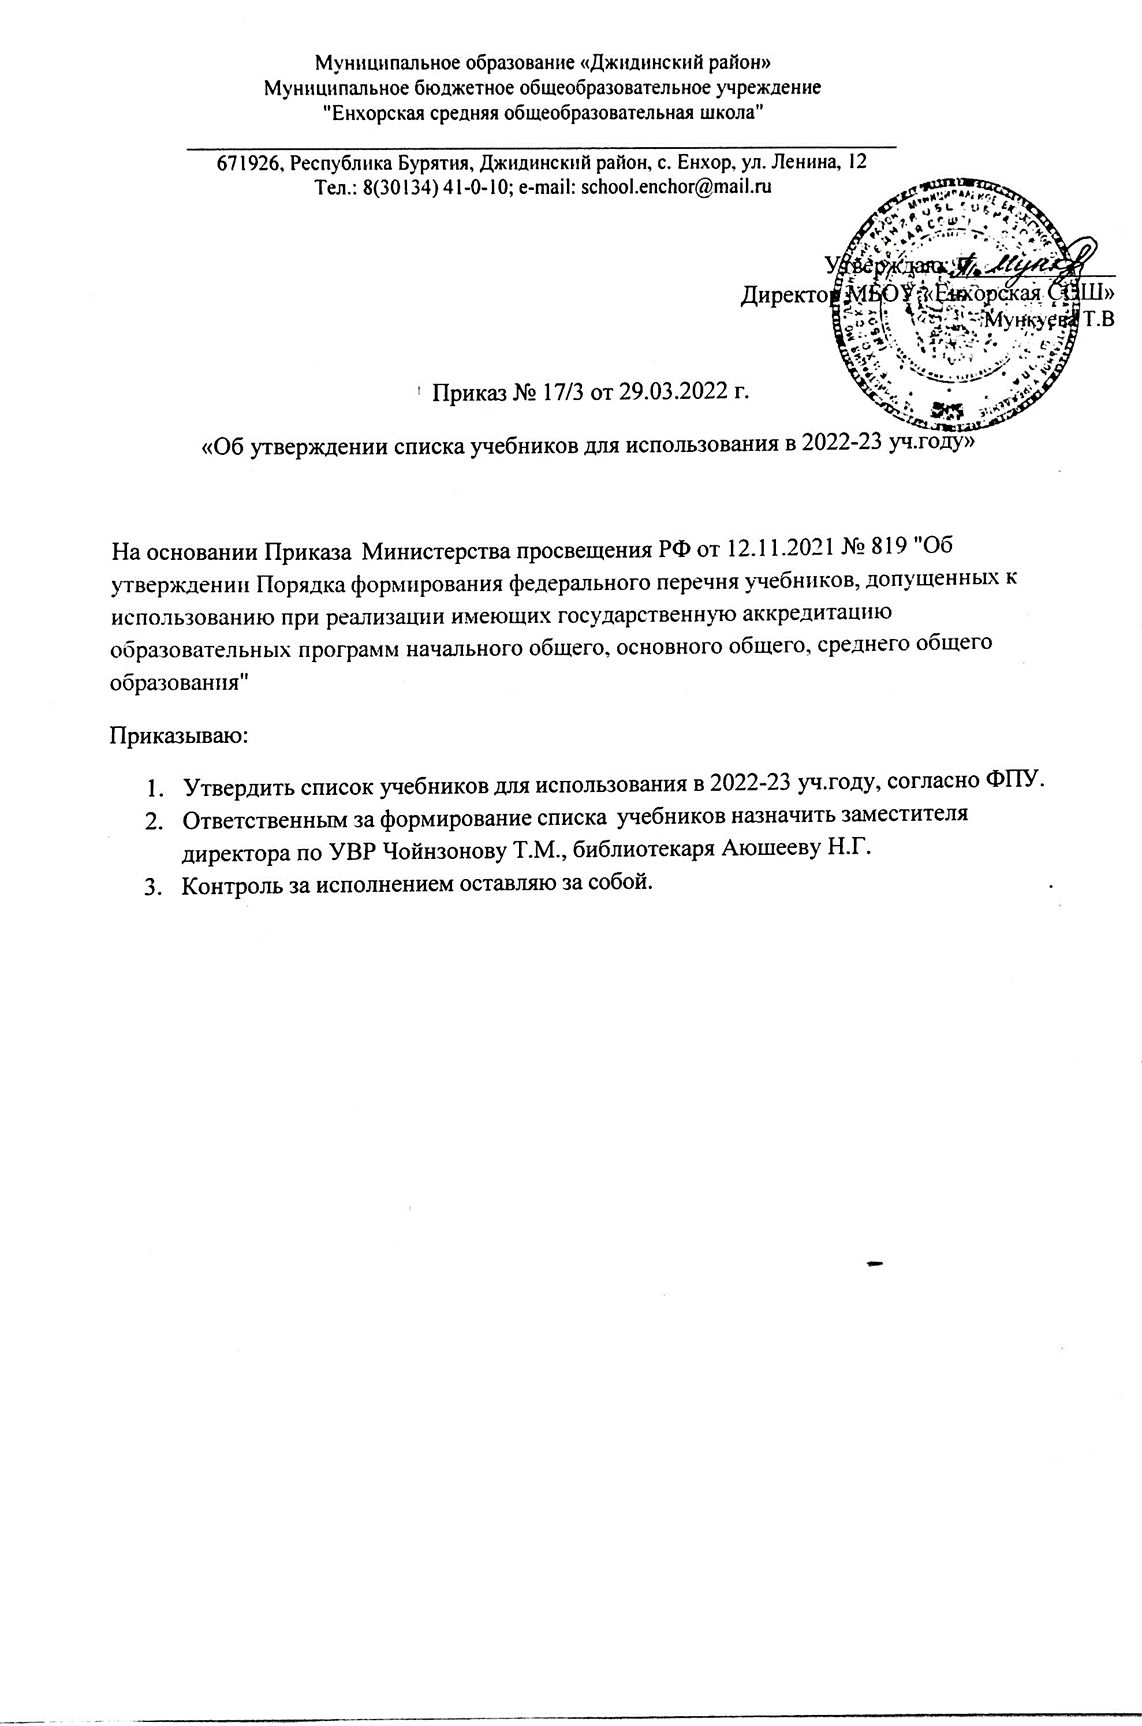 Муниципальное образование «Джидинский район»
Муниципальное бюджетное общеобразовательное учреждение
"Енхорская средняя общеобразовательная школа"
671926, Республика Бурятия, Джидинский район, с. Енхор, ул. Ленина, 12
Тел.: 8(30134) 41-0-10; e-mail: school.enchor@mail.ru
Утверждаю:
Директор МБОУ «Енхорская СОШ»
Мункуева Т.В
Приказ № 17/3 от 29.03.2022 г.
«Об утверждении списка учебников для использования в 2022-23 уч.году»
На основании Приказа Министерства просвещения РФ от 12.11.2021 № 819 "Об
утверждении Порядка формирования федерального перечня учебников, допущенных к
использованию при реализации имеющих государственную аккредитацию
образовательных программ начального общего, основного общего, среднего общего
образования"
Приказываю:
1. Утвердить список учебников для использования в 2022-23 уч.году, согласно ФПУ.
2. Ответственным за формирование списка учебников назначить заместителя
директора по УВР Чойнзонову Т.М., библиотекаря Аюшееву Н.Г.
3. Контроль за исполнением оставляю за собой.